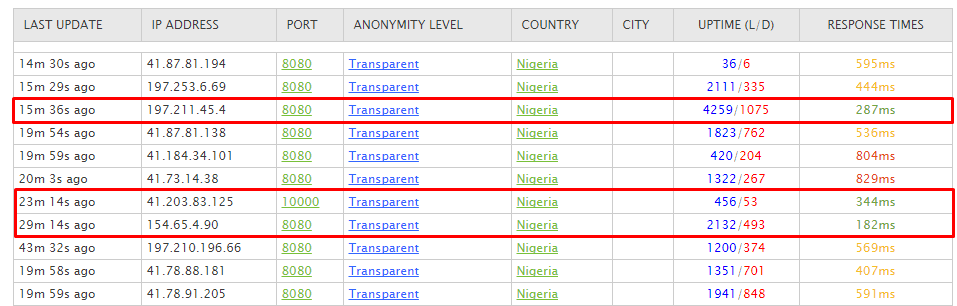 LAST UPDATE IP ADDRESS PORT ANONYMITY LEVEL COUNTRY CITY UPTIME (L/D) RESPONSE TIMES
14m 30s ago 41.87.81.194 8080 Transparent Nigeria 36/6 595ms
15m 29s ago 197.253.6.69 8080 Transparent Nigeria 2111/335 444ms
15m 36s ago 197.211.45.4 8080 Transparent Nigeria 4259/1075 287ms
19m 54s ago 41.87.81.138 8080 Transparent Nigeria 1823/762 536ms
19m 59s ago 41.184.34.101 8080 Transparent Nigeria 420/204 804ms
20m 3s ago 41.73.14.38 8080 Transparent Nigeria 1322/267 829ms
23m 14s ago 41.203.83.125 10000 Transparent Nigeria 456/53 344ms
29m 14s ago 154.65.4.90 8080 Transparent Nigeria 2132/493 182ms
43m 32s ago 197.210.196.66 8080 Transparent Nigeria 1200/374 569ms
19m 58s ago 41.78.88.181 8080 Transparent Nigeria 1351/701 407ms
19m 59s ago 41.78.91.205 8080 Transparent Nigeria 1941/848 591ms